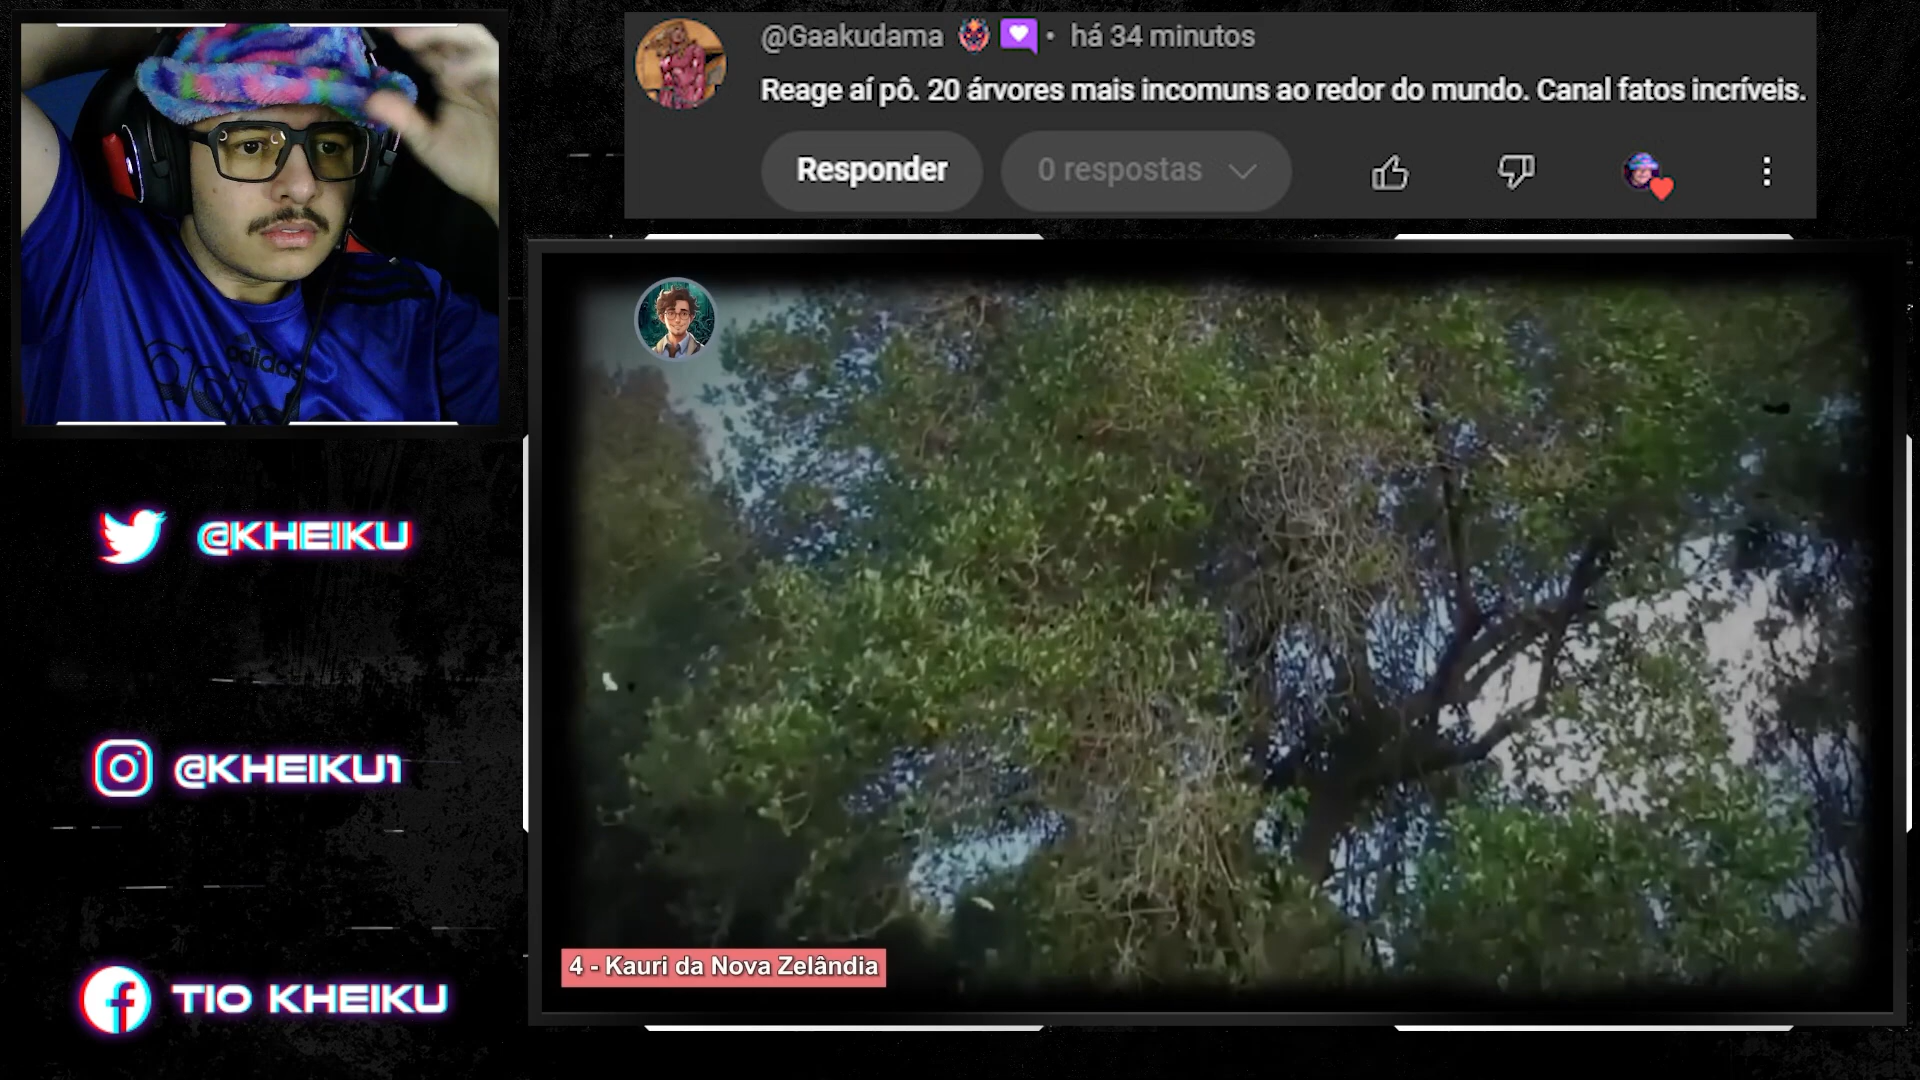 @Gaakudama • há 34 minutos
Reage aí pô. 20 árvores mais incomuns ao redor do mundo. Canal fatos incríveis.
Responder
0 respostas
adidas
@KHEIKU
@KHEIKU1
TIO KHEIKU
4 - Kauri da Nova Zelândia